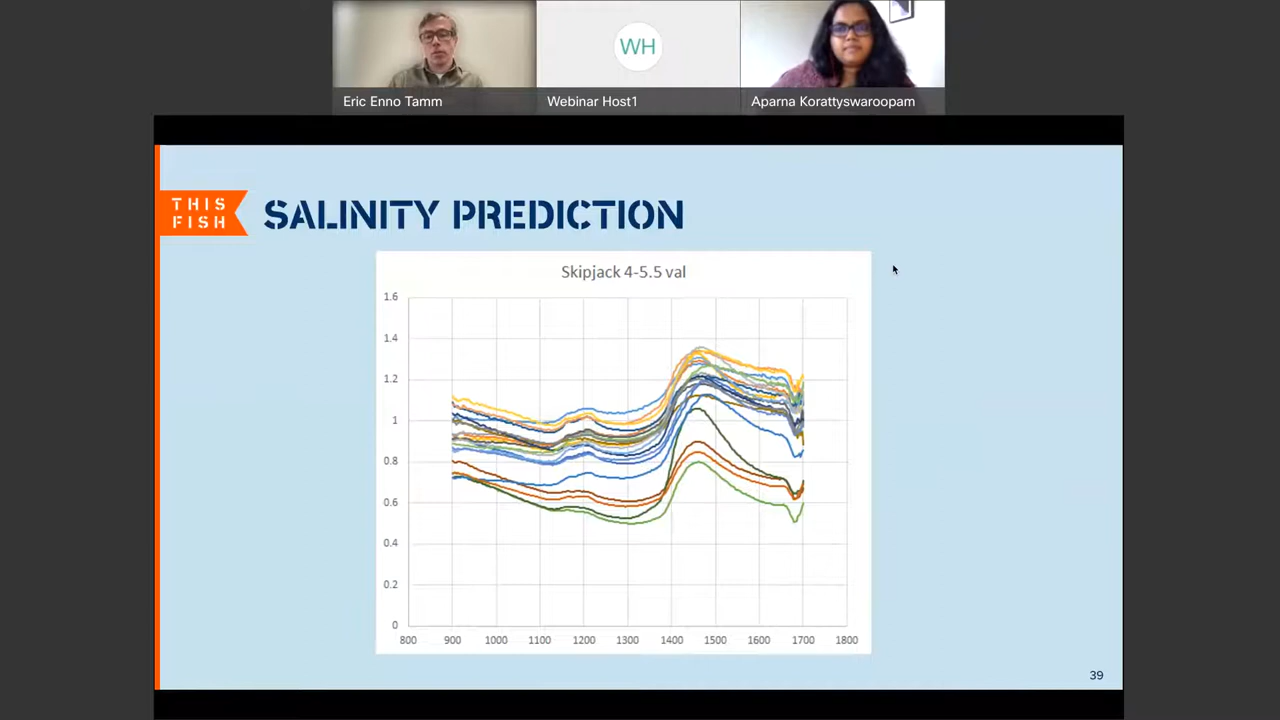 Eric Enno Tamm
WH
Webinar Host1
Aparna Korattyswaroopam
THIS
FISH
SALINITY PREDICTION
Skipjack 4-5.5 val
1.6
1.4
1.2
1
0.8
0.6
0.4
0.2
0
800 900 1000 1100 1200 1300 1400 1500 1600 1700 1800
39